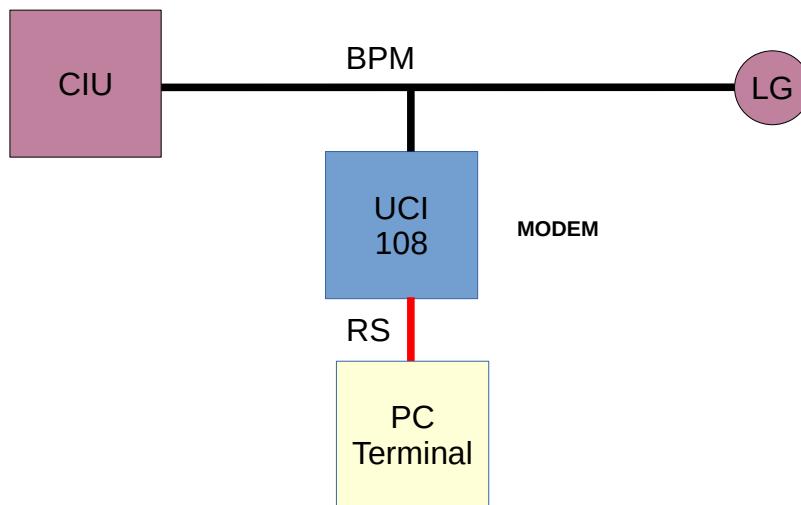 BPM
CIU
LG
UCI
108
MODEM
RS
PC
Terminal